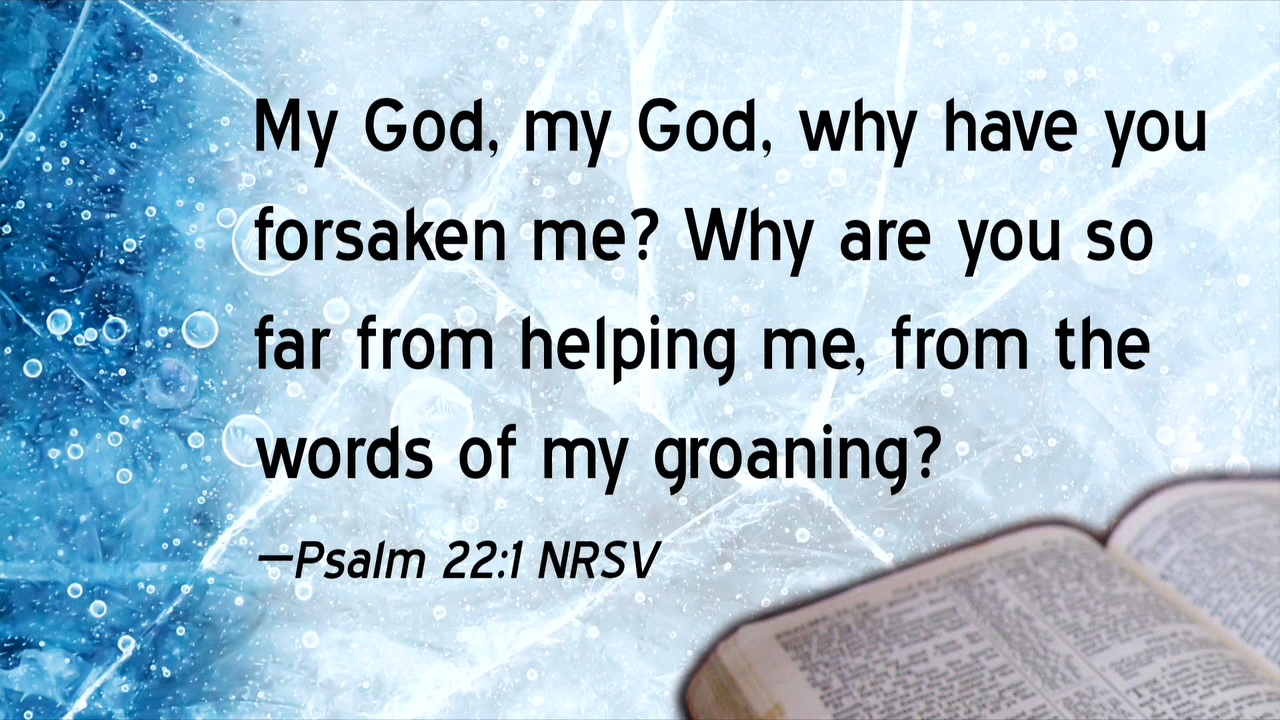 My God, my God, why have you
forsaken me? Why are you so
far from helping me, from the
words of my groaning?
—Psalm 22:1 NRSV